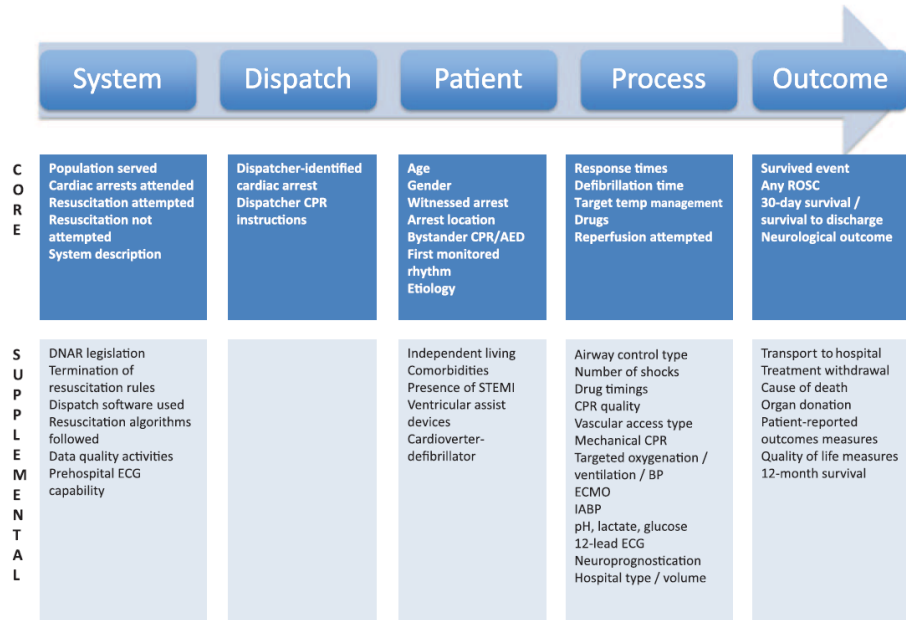 System
Dispatch
Patient
Process
Outcome
CORE
Population served
Cardiac arrests attended
Resuscitation attempted
Resuscitation not
attempted
System description
Dispatcher-identified
cardiac arrest
Dispatcher CPR
instructions
Age
Gender
Witnessed arrest
Arrest location
Bystander CPR/AED
First monitored
rhythm
Etiology
Response times
Defibrillation time
Target temp management
Drugs
Reperfusion attempted
Survived event
Any ROSC
30-day survival /
survival to discharge
Neurological outcome
SUPPLEMENTAL
DNAR legislation
Termination of
resuscitation rules
Dispatch software used
Resuscitation algorithms
followed
Data quality activities
Prehospital ECG
capability
Independent living
Comorbidities
Presence of STEMI
Ventricular assist
devices
Cardioverter-
defibrillator
Airway control type
Number of shocks
Drug timings
CPR quality
Vascular access type
Mechanical CPR
Targeted oxygenation /
ventilation / BP
ECMO
IABP
pH, lactate, glucose
12-lead ECG
Neuroprognostication
Hospital type / volume
Transport to hospital
Treatment withdrawal
Cause of death
Organ donation
Patient-reported
outcomes measures
Quality of life measures
12-month survival